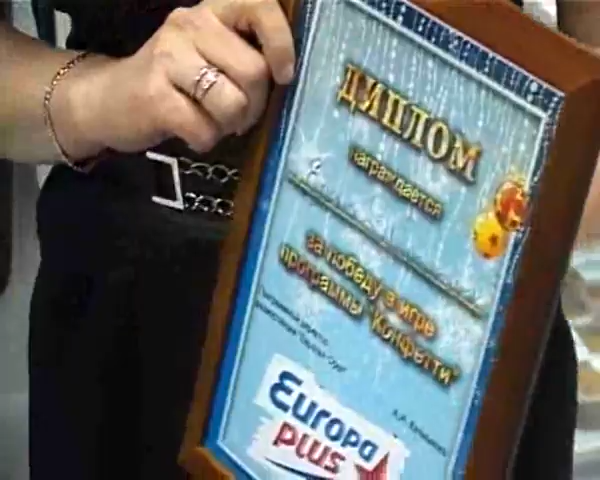 ДИПЛОМ
награждается
за победу в игре
программы "Конфетти"
Europa
plus